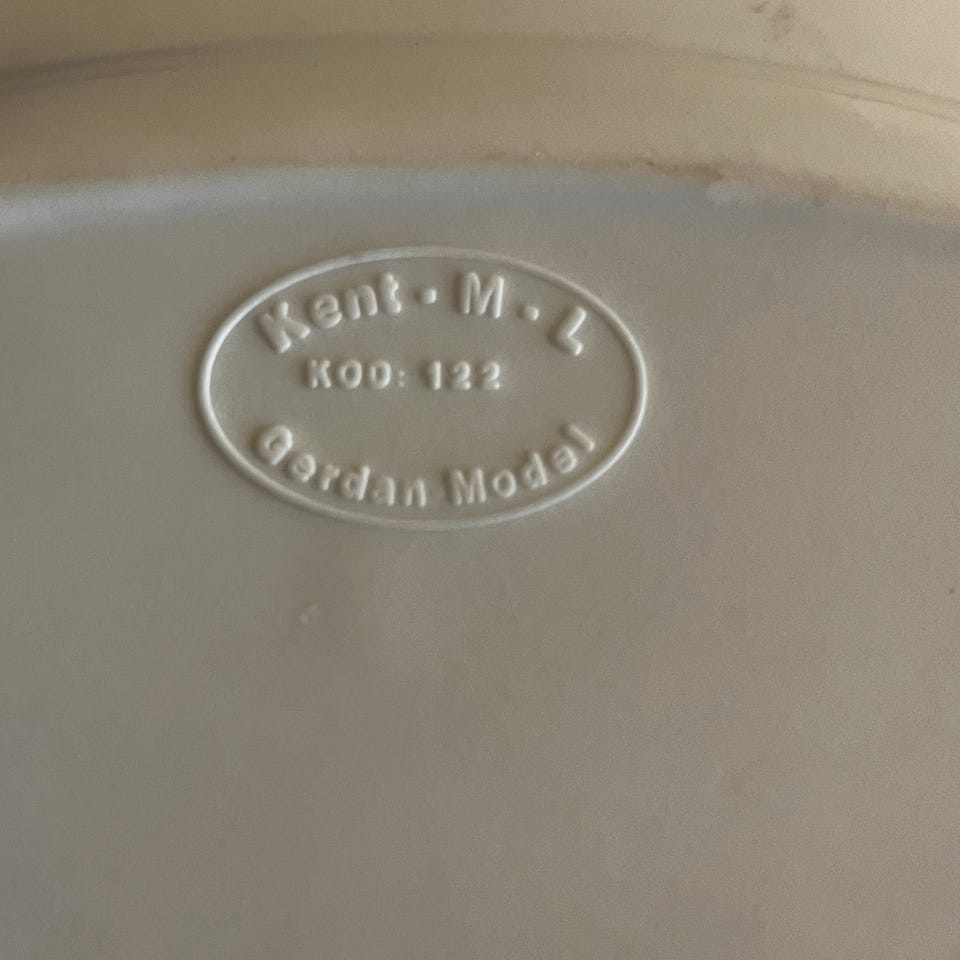 Kent - M - L
KOD: 122
Gerdan Model